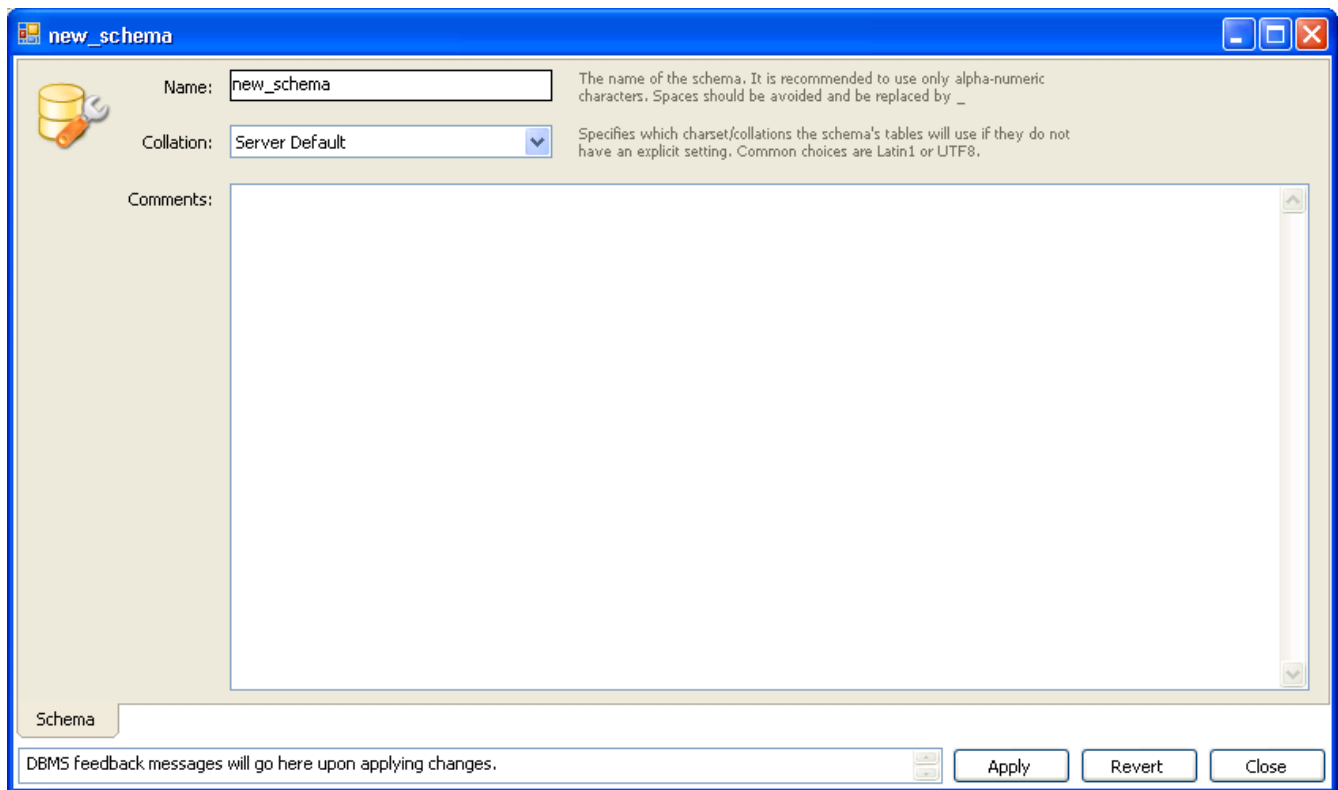 new_schema
Name:
new_schema
The name of the schema. It is recommended to use only alpha-numeric
characters. Spaces should be avoided and be replaced by _
Collation:
Server Default
Specifies which charset/collations the schema's tables will use if they do not
have an explicit setting. Common choices are Latin1 or UTF8.
Comments:
Schema
DBMS feedback messages will go here upon applying changes.
Apply
Revert
Close